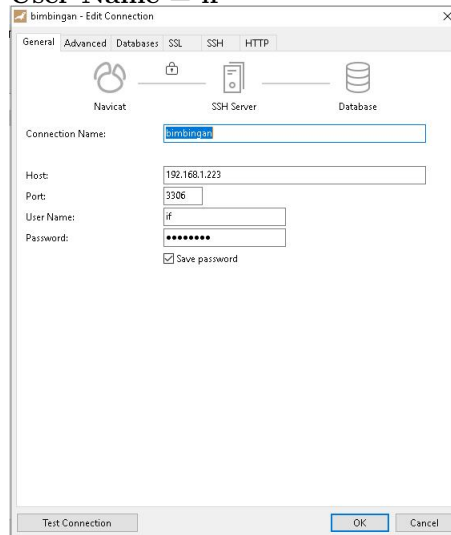 User Name = if
bimbingan - Edit Connection
General Advanced Databases SSL SSH HTTP
Navicat SSH Server Database
Connection Name: bimbingan
Host: 192.168.1.223
Port: 3306
User Name: if
Password: ••••••••
Save password
Test Connection OK Cancel